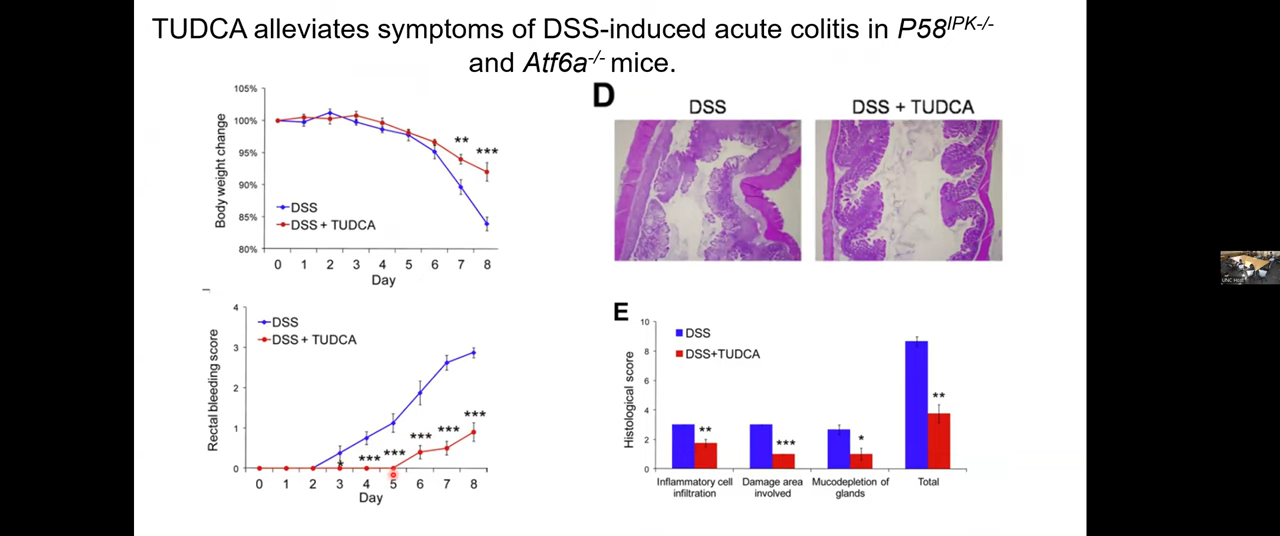 TUDCA alleviates symptoms of DSS-induced acute colitis in P58IPK-/-
and Atf6a-/- mice.
105%
100%
95%
90%
85%
80%
Body weight change
**
***
DSS
DSS + TUDCA
0 1 2 3 4 5 6 7 8
Day
D
DSS
DSS + TUDCA
4
3
2
1
0
Rectal bleeding score
DSS
DSS + TUDCA
*
***
***
***
***
***
0 1 2 3 4 5 6 7 8
Day
E
10
8
6
4
2
0
Histological score
DSS
DSS+TUDCA
**
***
*
**
Inflammatory cell
infiltration
Damage area
involved
Mucodepletion of
glands
Total